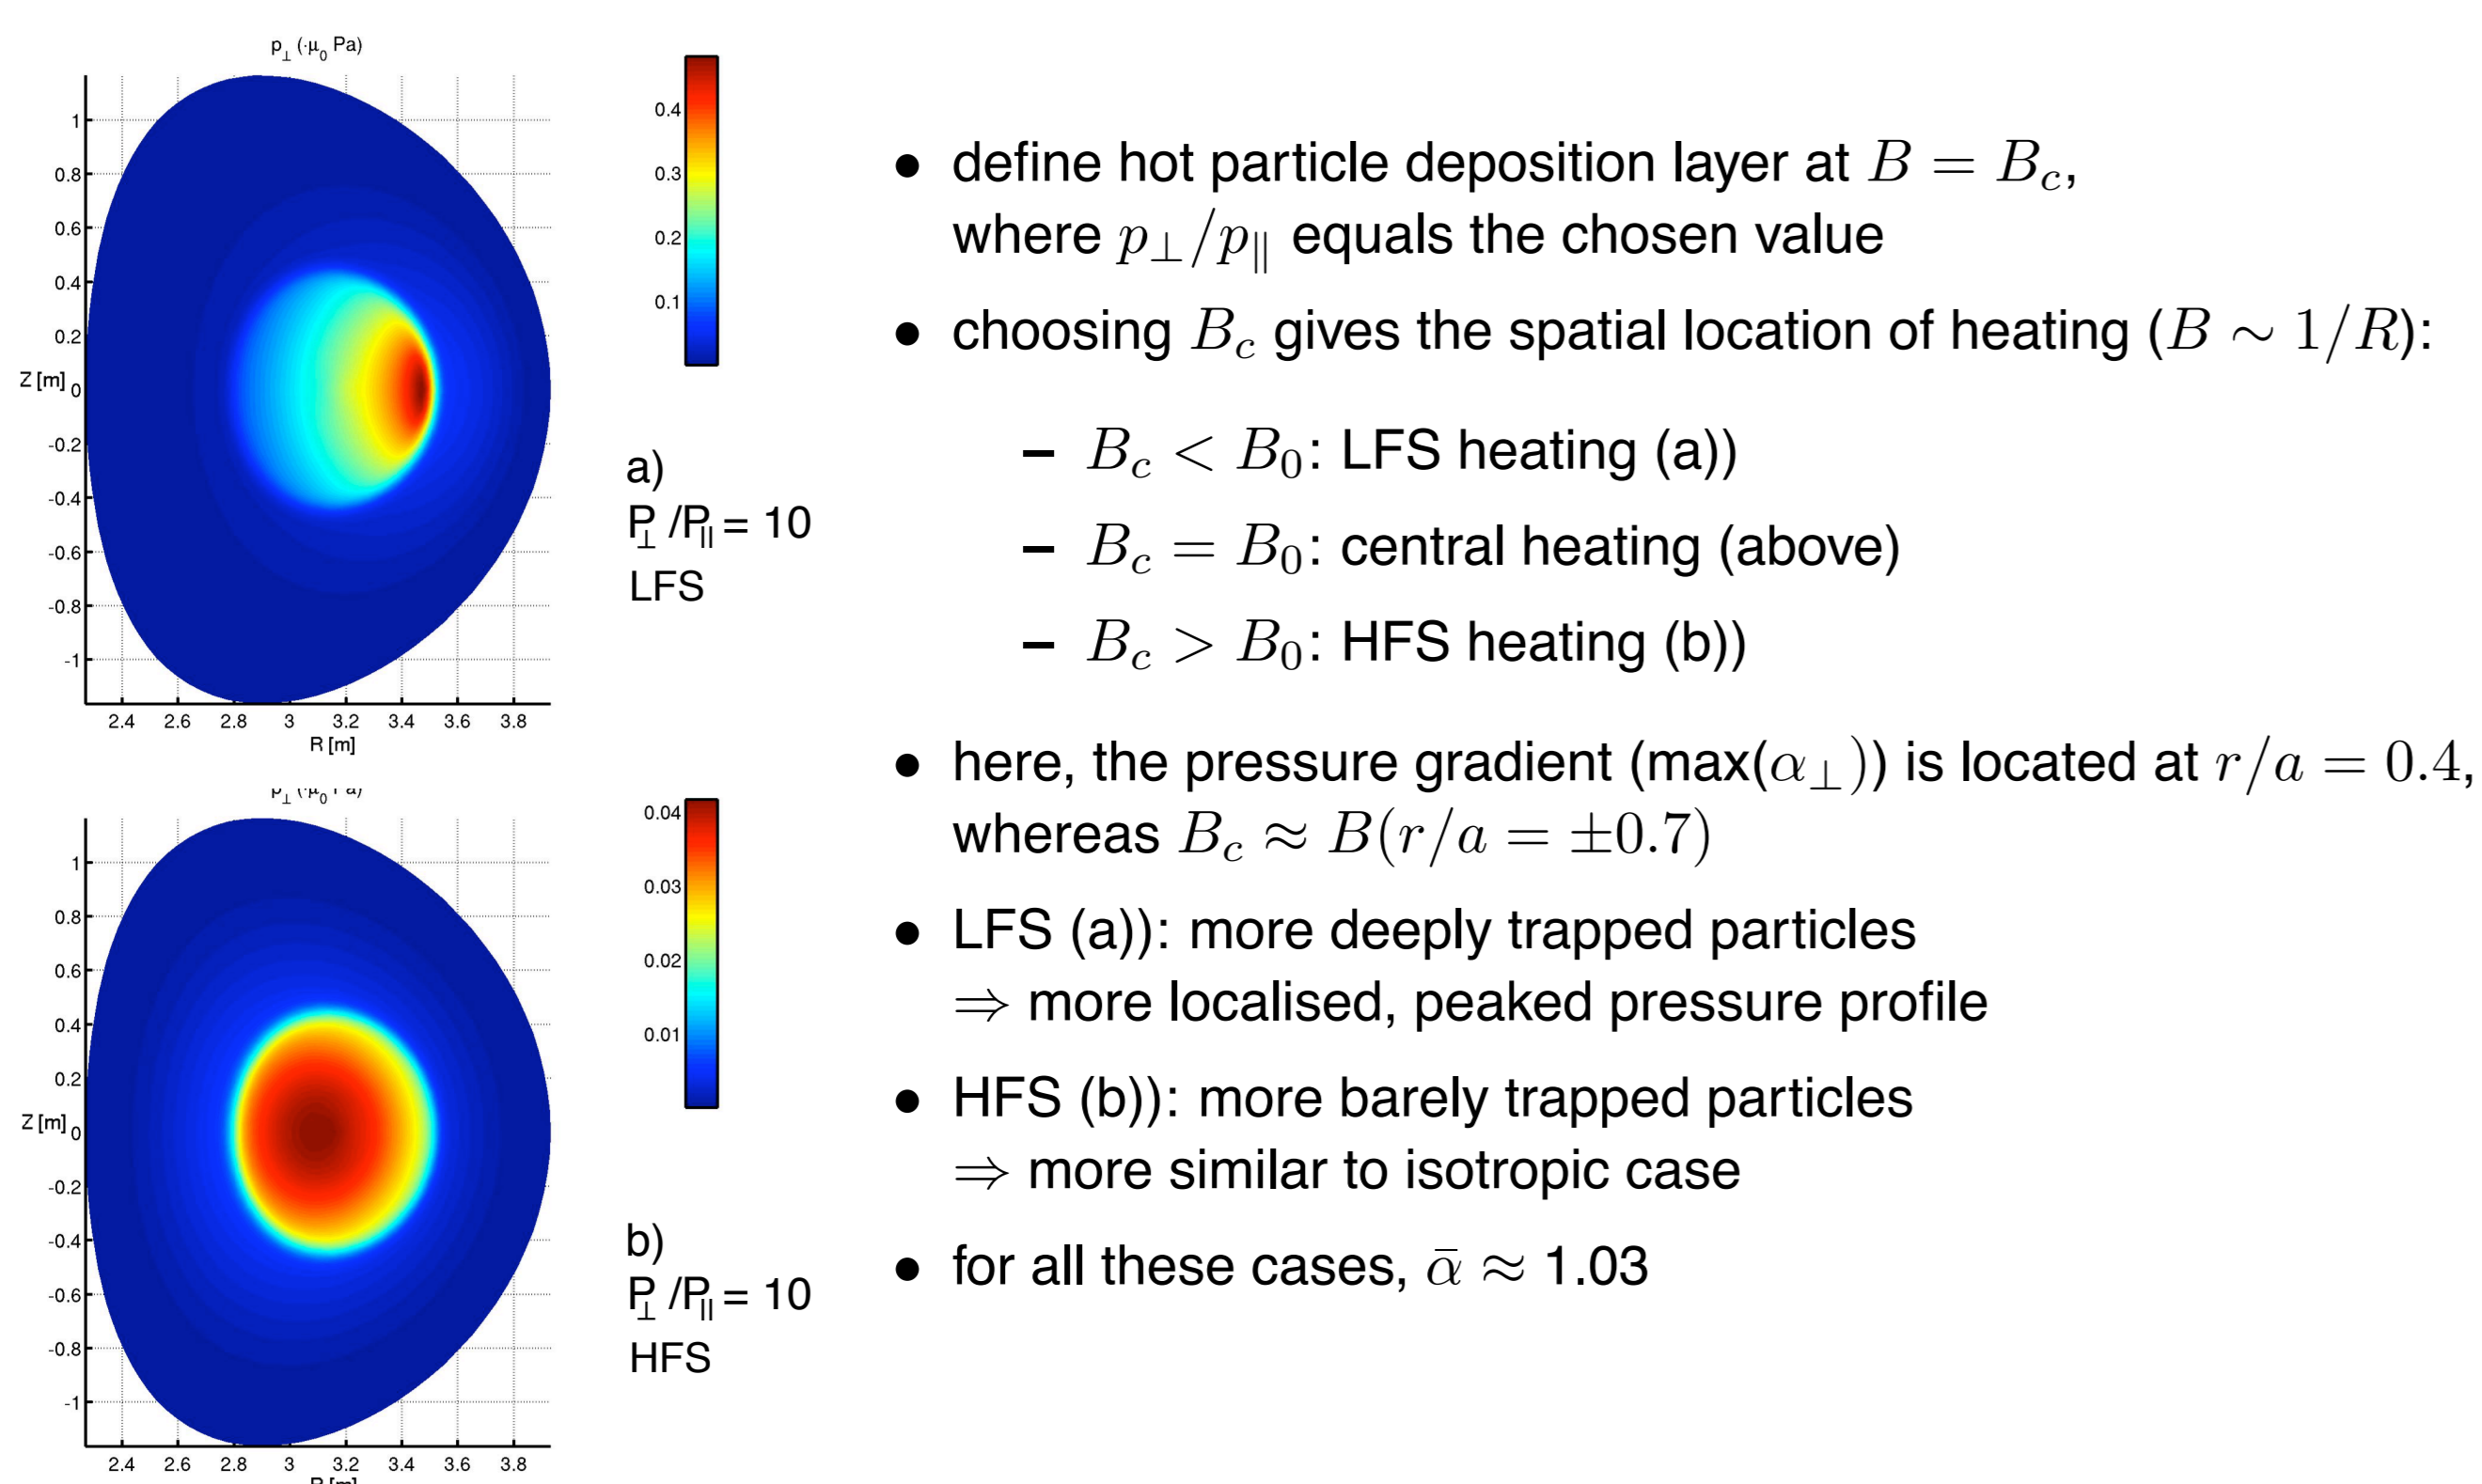 p⊥ (·μ0 Pa)
0.4
0.3
0.2
0.1
1
0.8
0.6
0.4
0.2
Z [m] 0
-0.2
-0.4
-0.6
-0.8
-1
2.4 2.6 2.8 3 3.2 3.4 3.6 3.8
R [m]
a)
P⊥/P|| = 10
LFS
p⊥ (·μ0 Pa)
0.04
0.03
0.02
0.01
1
0.8
0.6
0.4
0.2
Z [m] 0
-0.2
-0.4
-0.6
-0.8
-1
2.4 2.6 2.8 3 3.2 3.4 3.6 3.8
R [m]
b)
P⊥/P|| = 10
HFS
• define hot particle deposition layer at B = Bc,
where p⊥/p∥ equals the chosen value
• choosing Bc gives the spatial location of heating (B ∼ 1/R):
– Bc < B0: LFS heating (a))
– Bc = B0: central heating (above)
– Bc > B0: HFS heating (b))
• here, the pressure gradient (max(α⊥)) is located at r/a = 0.4,
whereas Bc ≈ B(r/a = ±0.7)
• LFS (a)): more deeply trapped particles
⇒ more localised, peaked pressure profile
• HFS (b)): more barely trapped particles
⇒ more similar to isotropic case
• for all these cases, ᾱ ≈ 1.03